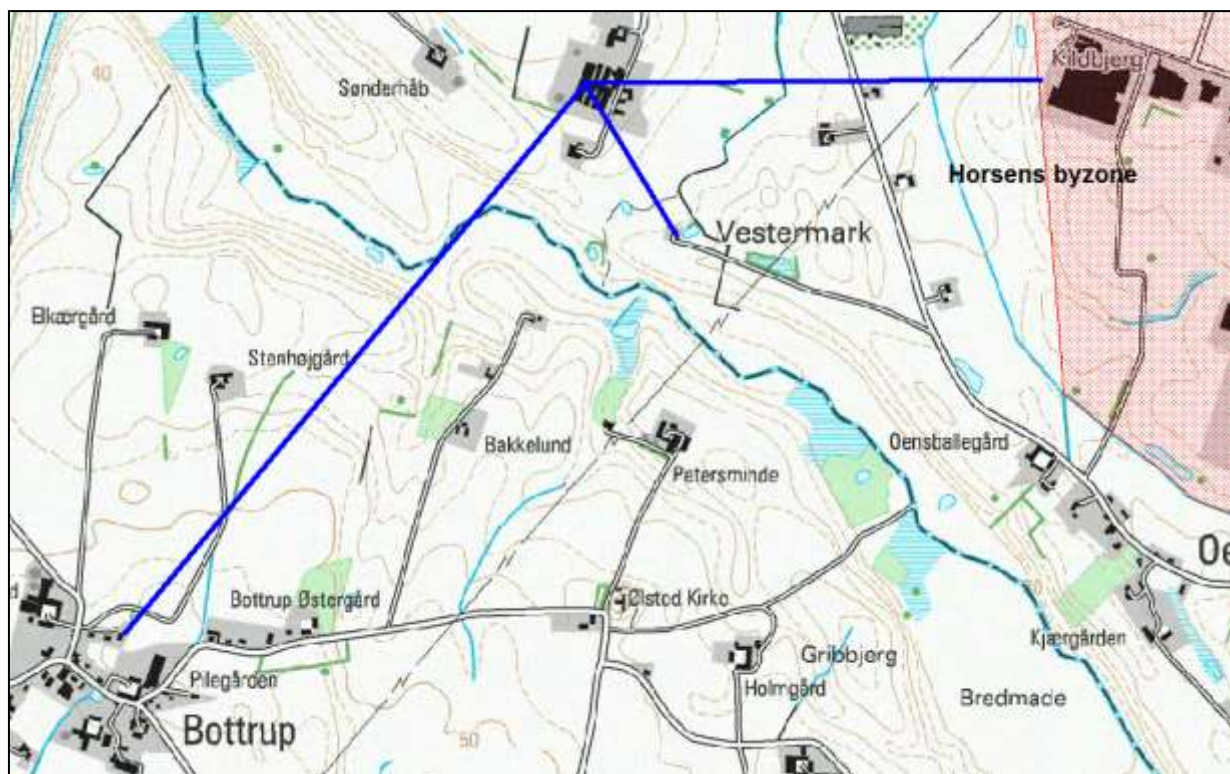 Kildbjerg
40
Sønderhåb
Horsens byzone
Vestermark
Elkærgård
Stenhøjgård
Bakkelund
Oensballegård
Petersminde
Oe
Ølsted Kirke
Bottrup Østergård
Kjærgården
Gribbjerg
Pilegården
Holmgård
Bredmade
Bottrup
50